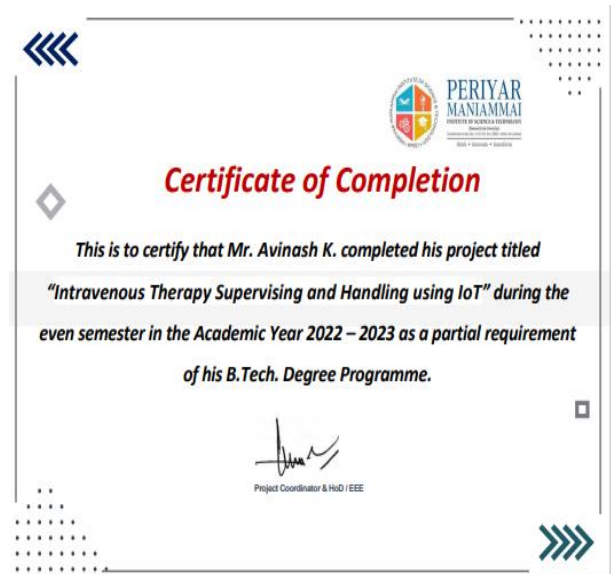 PERIYAR
MANIAMMAI
INSTITUTE OF SCIENCE & TECHNOLOGY
Certificate of Completion
This is to certify that Mr. Avinash K. completed his project titled
“Intravenous Therapy Supervising and Handling using IoT” during the
even semester in the Academic Year 2022 – 2023 as a partial requirement
of his B.Tech. Degree Programme.
Project Coordinator & HoD / EEE